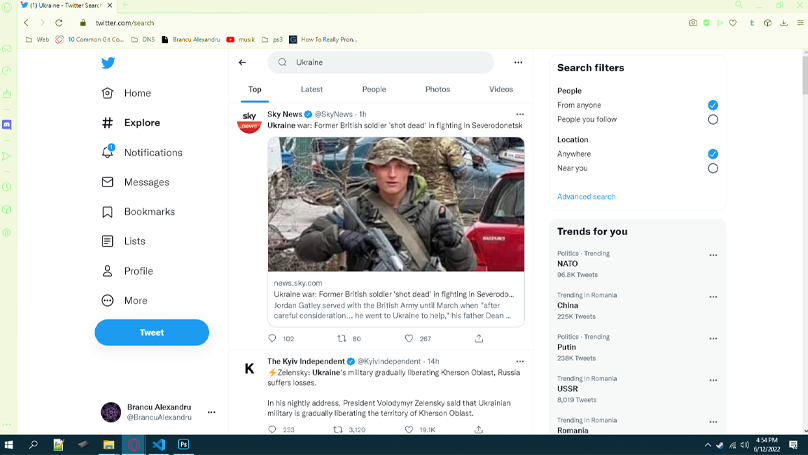 (1) Ukraine - Twitter Search
twitter.com/search
Web
10 Common Git Co...
DNS
Brancu Alexandru
musik
ps3
How To Really Pron...
Home
Explore
1
Notifications
Messages
Bookmarks
Lists
Profile
More
Tweet
Brancu Alexandru
@BrancuAlexandru
Ukraine
Top
Latest
People
Photos
Videos
sky news
Sky News @SkyNews · 1h
Ukraine war: Former British soldier 'shot dead' in fighting in Severodonetsk
news.sky.com
Ukraine war: Former British soldier 'shot dead' in fighting in Severodo...
Jordan Gatley served with the British Army until March when "after
careful consideration..., he went to Ukraine to help," his father Dean ...
102
80
267
K
The Kyiv Independent @KyivIndependent · 14h
⚡Zelensky: Ukraine's military gradually liberating Kherson Oblast, Russia
suffers losses.
In his nightly address, President Volodymyr Zelensky said that Ukrainian
military is gradually liberating the territory of Kherson Oblast.
233
3,120
19.1K
Search filters
People
From anyone
People you follow
Location
Anywhere
Near you
Advanced search
Trends for you
Politics · Trending
NATO
96.8K Tweets
Trending in Romania
China
225K Tweets
Politics · Trending
Putin
238K Tweets
Trending in Romania
USSR
8,019 Tweets
Trending in Romania
Romania
Ps
4:54 PM
6/12/2022